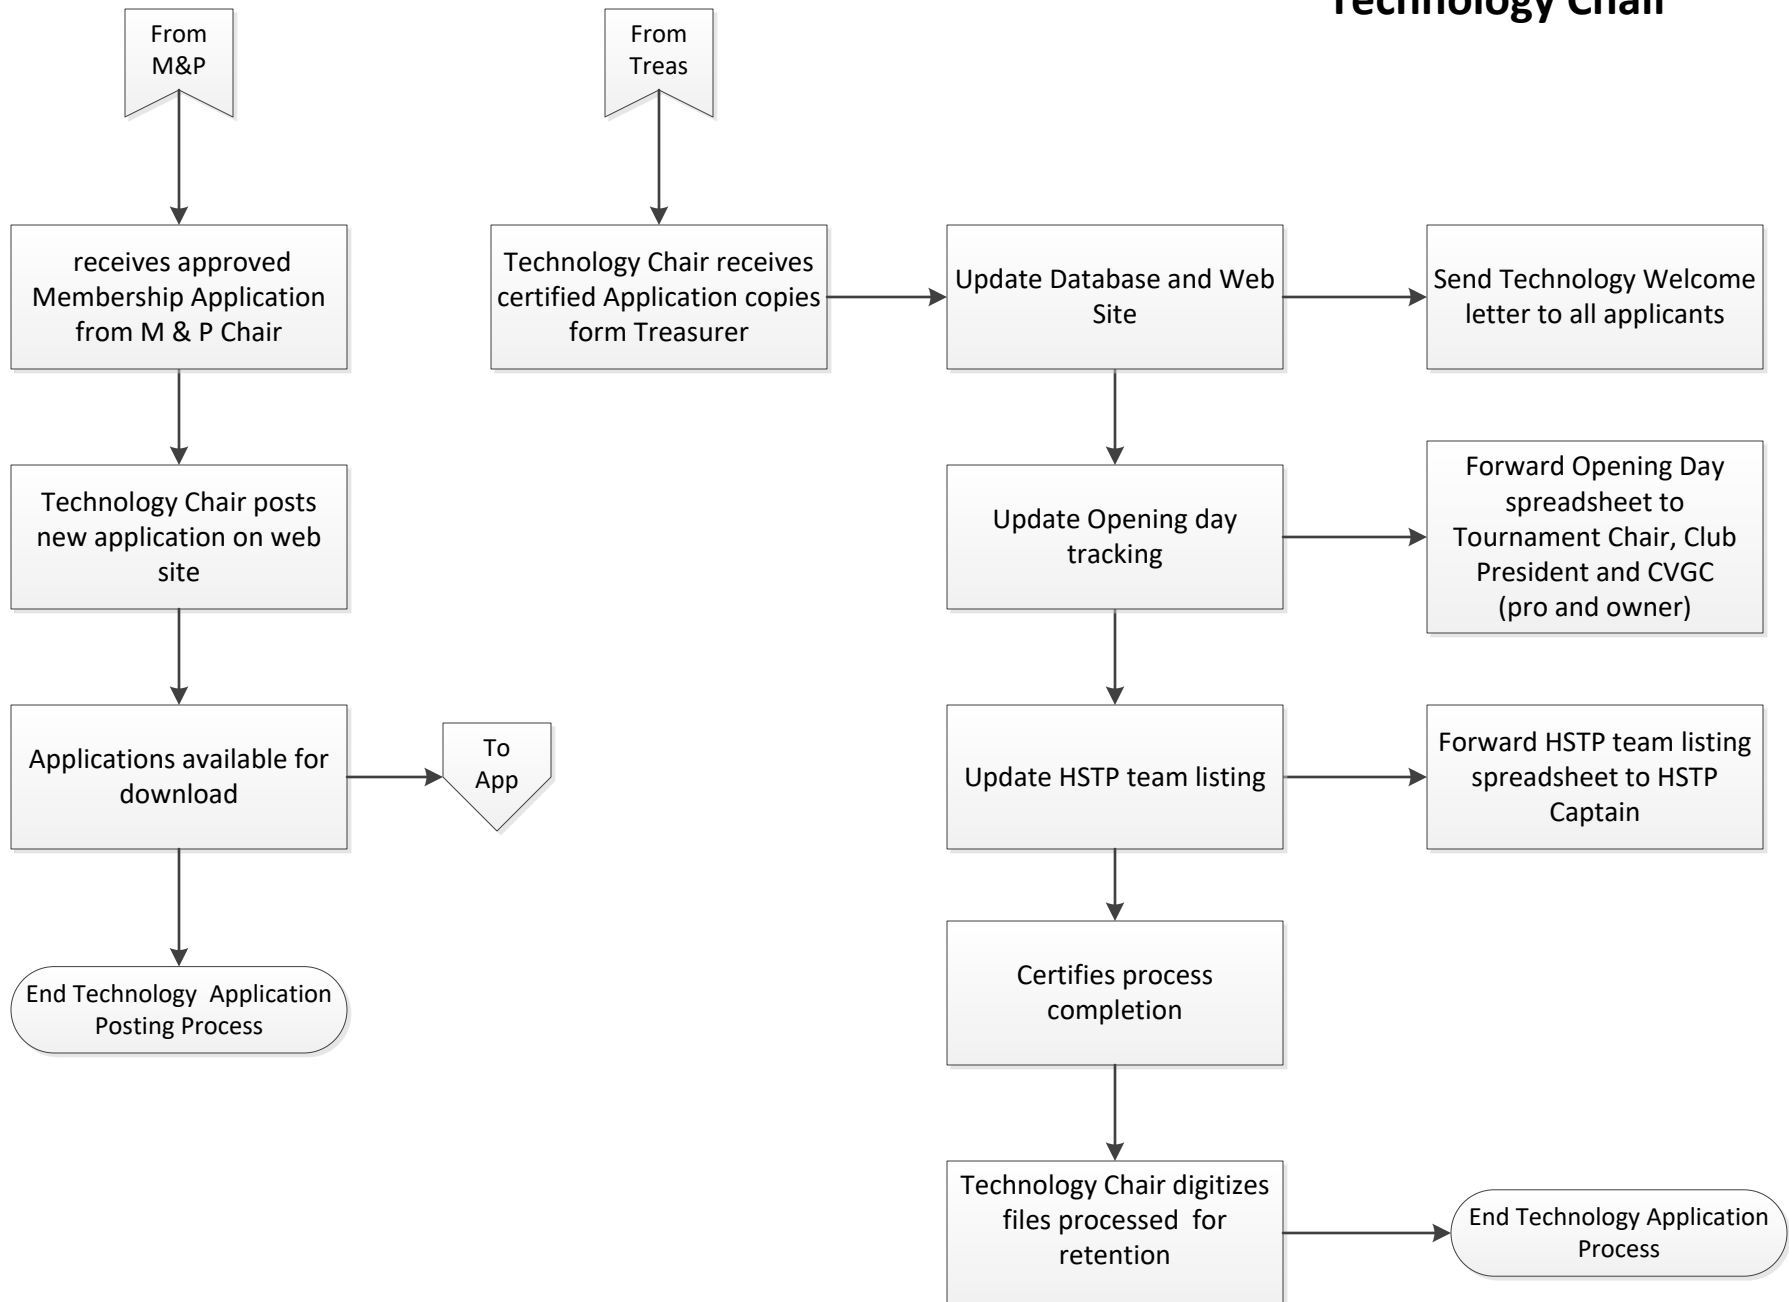 Technology Chair
From
M&P
From
Treas
receives approved
Membership Application
from M & P Chair
Technology Chair receives
certified Application copies
form Treasurer
Update Database and Web
Site
Send Technology Welcome
letter to all applicants
Technology Chair posts
new application on web
site
Update Opening day
tracking
Forward Opening Day
spreadsheet to
Tournament Chair, Club
President and CVGC
(pro and owner)
Applications available for
download
To
App
Update HSTP team listing
Forward HSTP team listing
spreadsheet to HSTP
Captain
End Technology  Application
Posting Process
Certifies process
completion
Technology Chair digitizes
files processed  for
retention
End Technology Application
Process